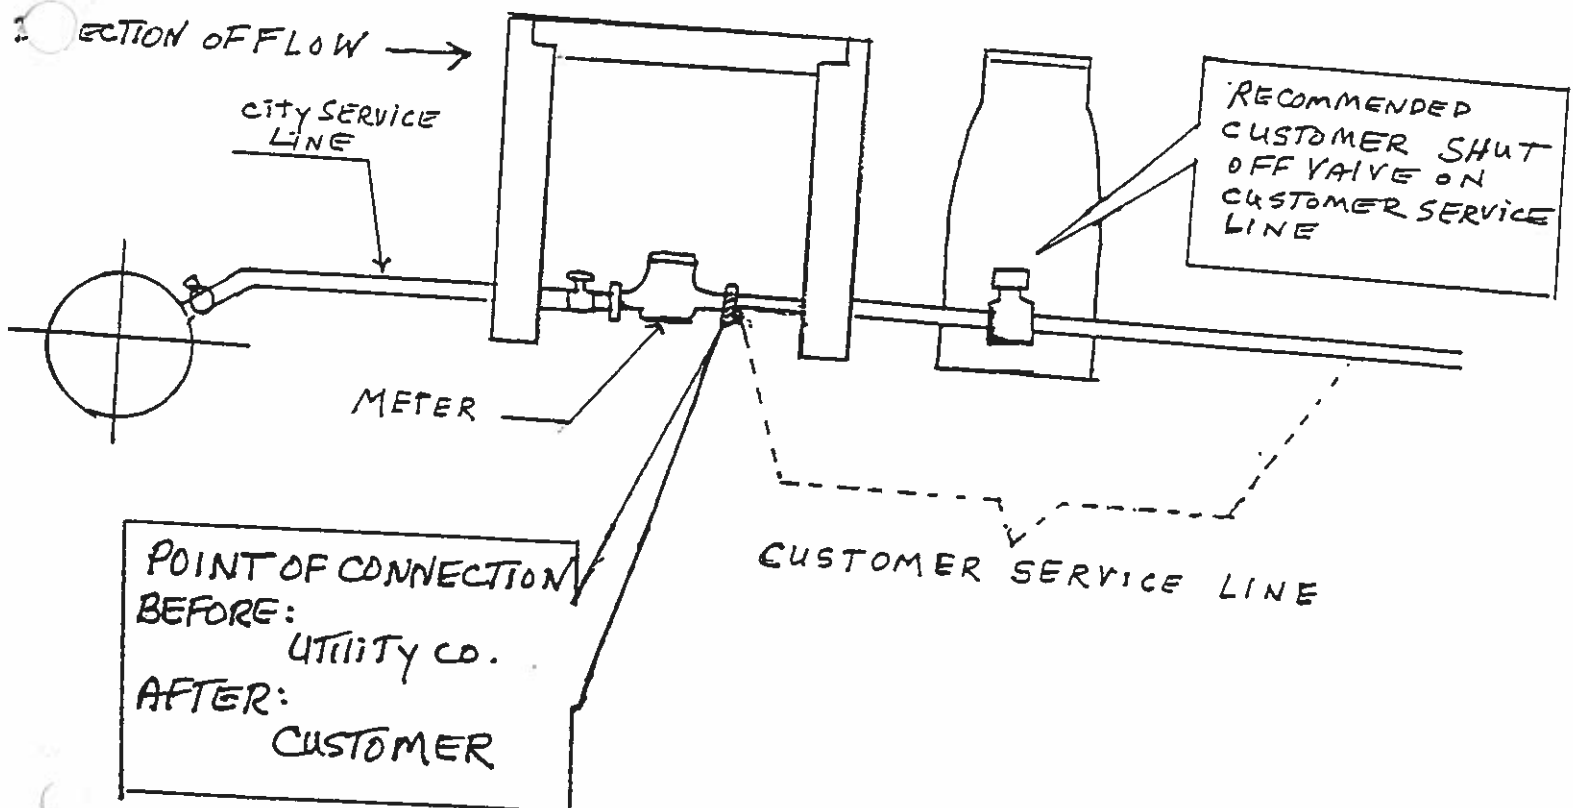 ECTION OF FLOW
CITY SERVICE
LINE
RECOMMENDED
CUSTOMER SHUT
OFF VALVE ON
CUSTOMER SERVICE
LINE
METER
POINT OF CONNECTION
BEFORE:
UTILITY CO.
AFTER:
CUSTOMER
CUSTOMER SERVICE LINE